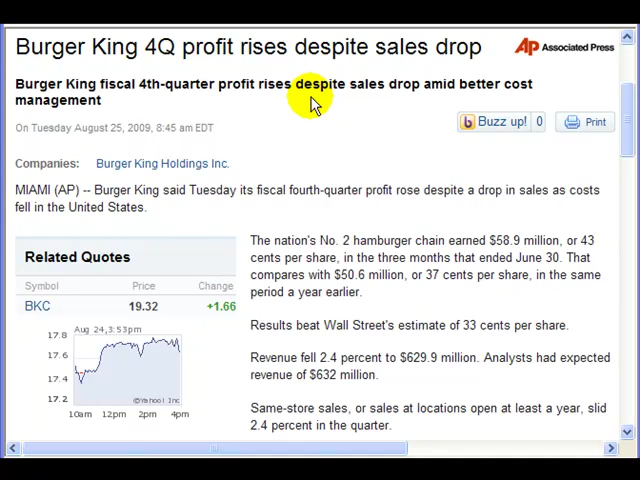 Burger King 4Q profit rises despite sales drop
AP Associated Press
Burger King fiscal 4th-quarter profit rises despite sales drop amid better cost
management
On Tuesday August 25, 2009, 8:45 am EDT
b Buzz up! 0
Print
Companies: Burger King Holdings Inc.
MIAMI (AP) -- Burger King said Tuesday its fiscal fourth-quarter profit rose despite a drop in sales as costs
fell in the United States.
Related Quotes
Symbol Price Change
BKC 19.32 +1.66
Aug 24,3:53pm
17.8
17.6
17.4
17.2
©Yahoo! Inc
10am 12pm 2pm 4pm
The nation's No. 2 hamburger chain earned $58.9 million, or 43
cents per share, in the three months that ended June 30. That
compares with $50.6 million, or 37 cents per share, in the same
period a year earlier.
Results beat Wall Street's estimate of 33 cents per share.
Revenue fell 2.4 percent to $629.9 million. Analysts had expected
revenue of $632 million.
Same-store sales, or sales at locations open at least a year, slid
2.4 percent in the quarter.